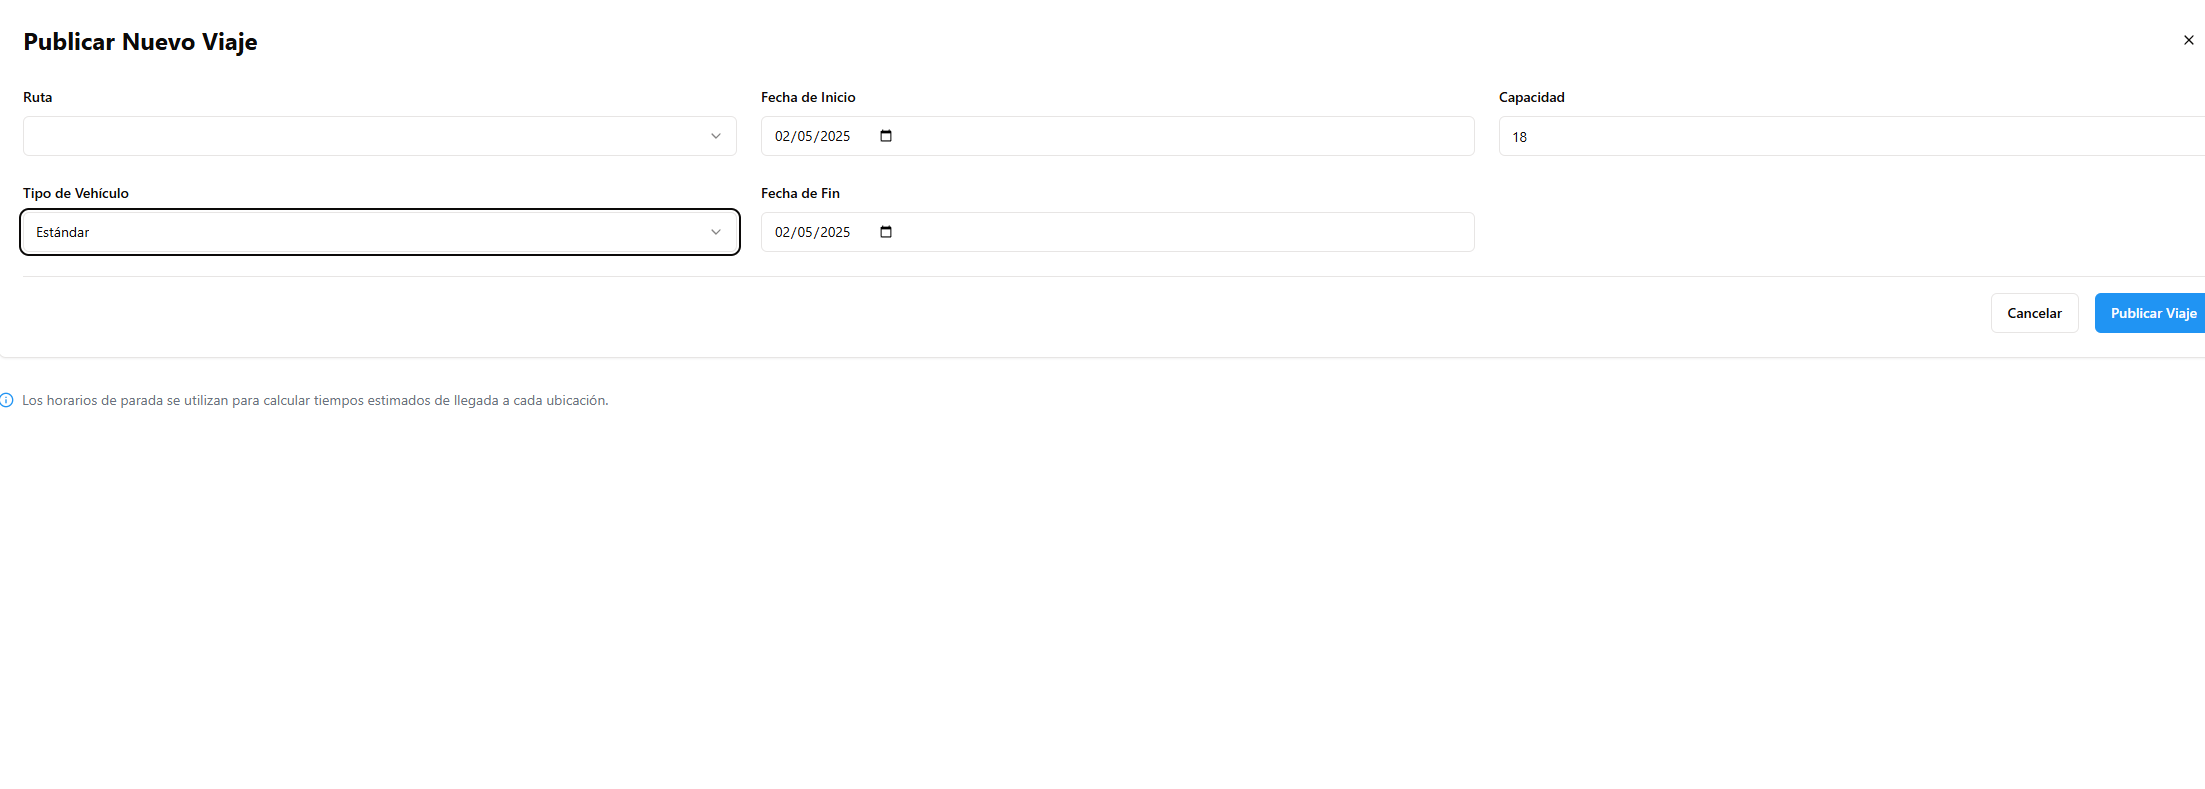 Publicar Nuevo Viaje
Ruta
Fecha de Inicio
Capacidad
02/05/2025
18
Tipo de Vehículo
Fecha de Fin
Estándar
02/05/2025
Cancelar
Publicar Viaje
Los horarios de parada se utilizan para calcular tiempos estimados de llegada a cada ubicación.